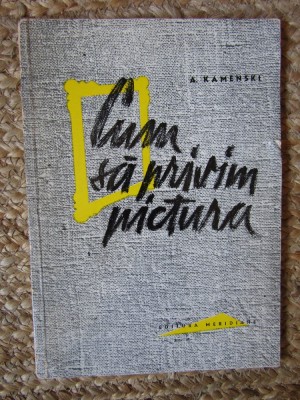 A. KAMENSKI
Cum
să privim
pictura
EDITURA MERIDIANE